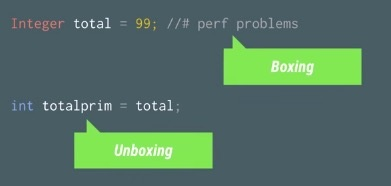 Integer total = 99; //# perf problems
Boxing
int totalprim = total;
Unboxing